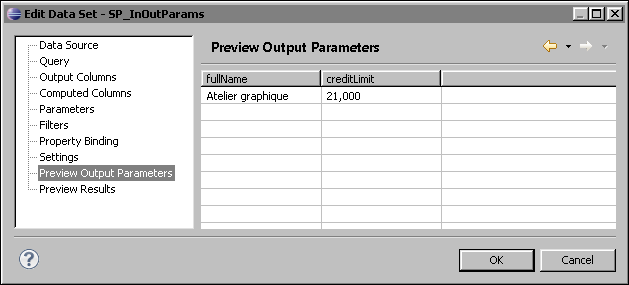 Edit Data Set - SP_InOutParams
Data Source
Query
Output Columns
Computed Columns
Parameters
Filters
Property Binding
Settings
Preview Output Parameters
Preview Results
Preview Output Parameters
fullName creditLimit
Atelier graphique 21,000
?
OK Cancel